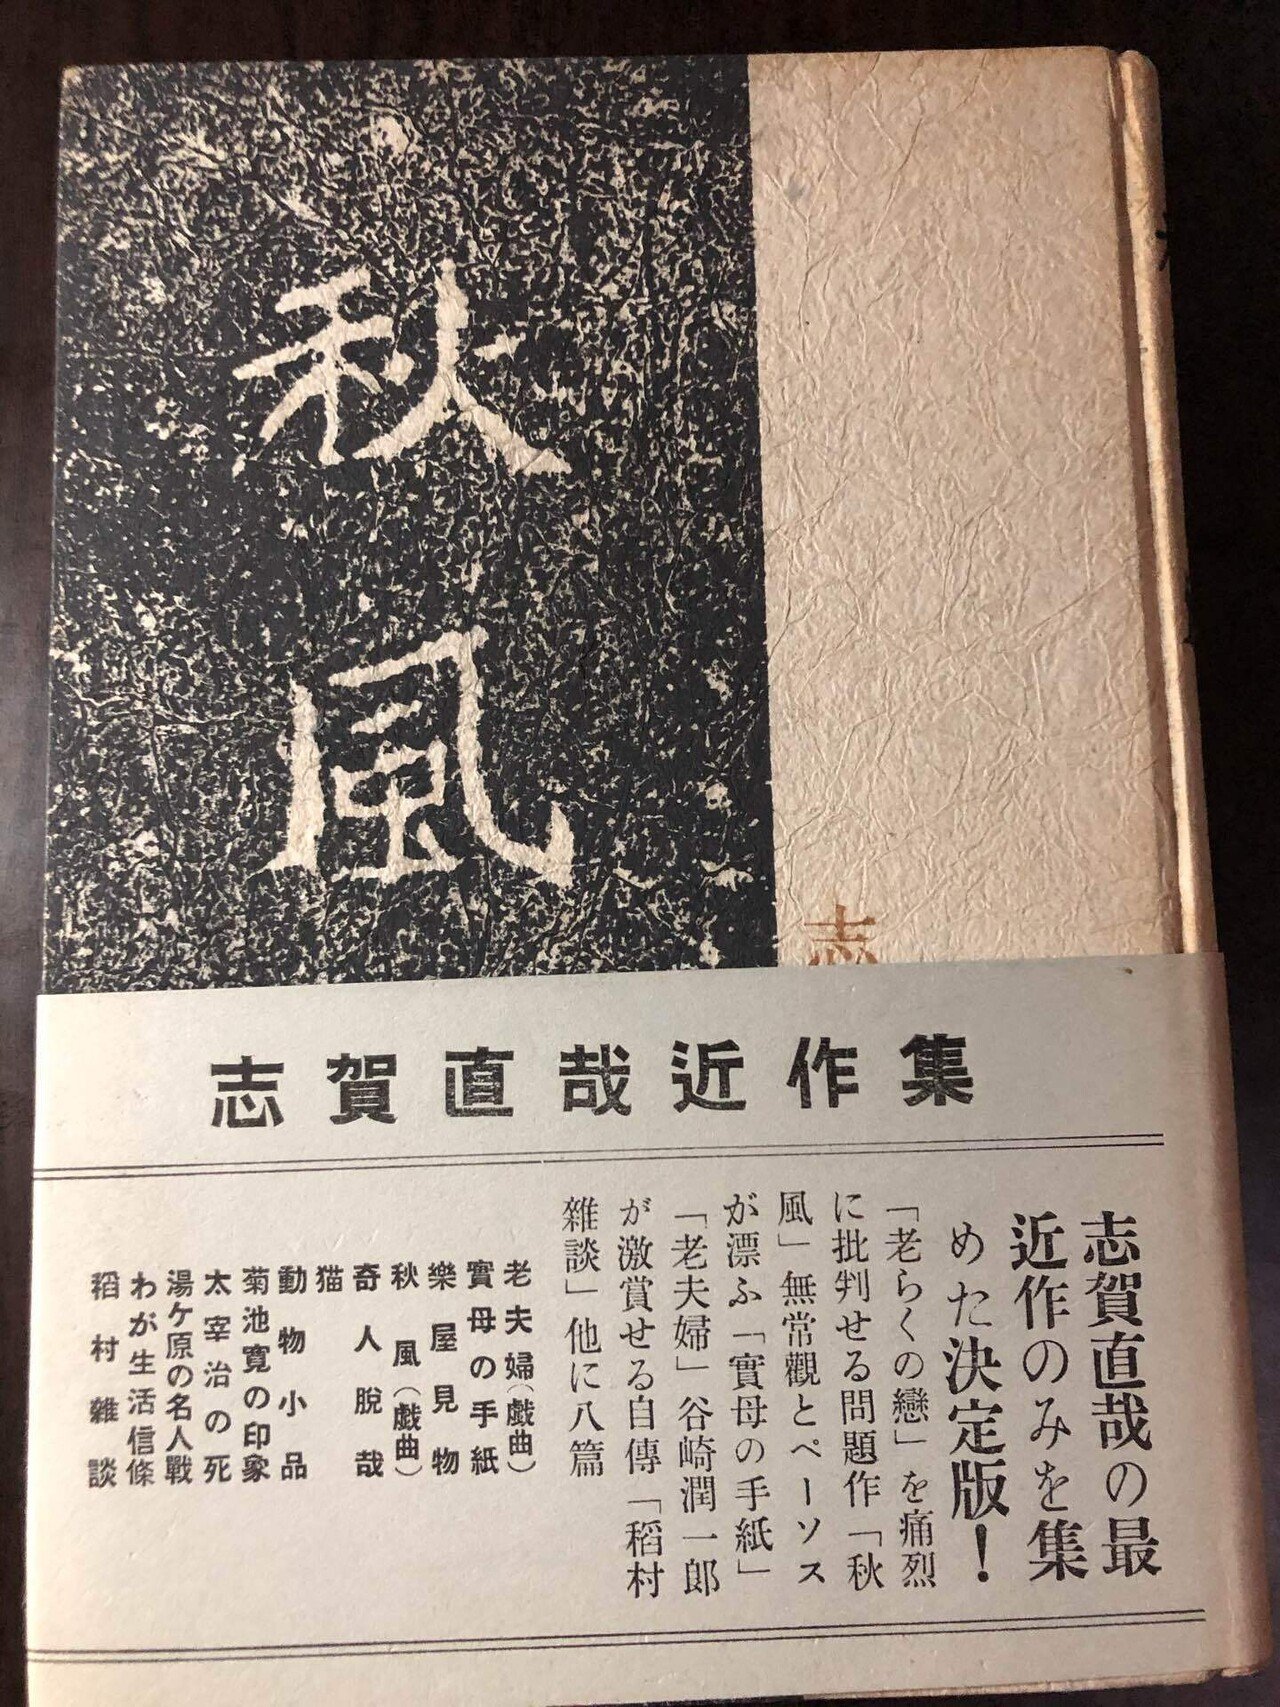 秋風
志
志賀直哉近作集
志賀直哉の最
近作のみを集
めた決定版！
「老らくの戀」を痛烈
に批判せる問題作「秋
風」無常觀とペーソス
が漂ふ「實母の手紙」
「老夫婦」谷崎潤一郎
が激賞せる自傳「稻村
雜談」他に八篇
老夫婦（戯曲）
實母の手紙
樂屋見物
秋風（戯曲）
奇人脫哉
猫
動物小品
菊池寛の印象
太宰治の死
湯ケ原の名人戰
わが生活信條
稻村雜談